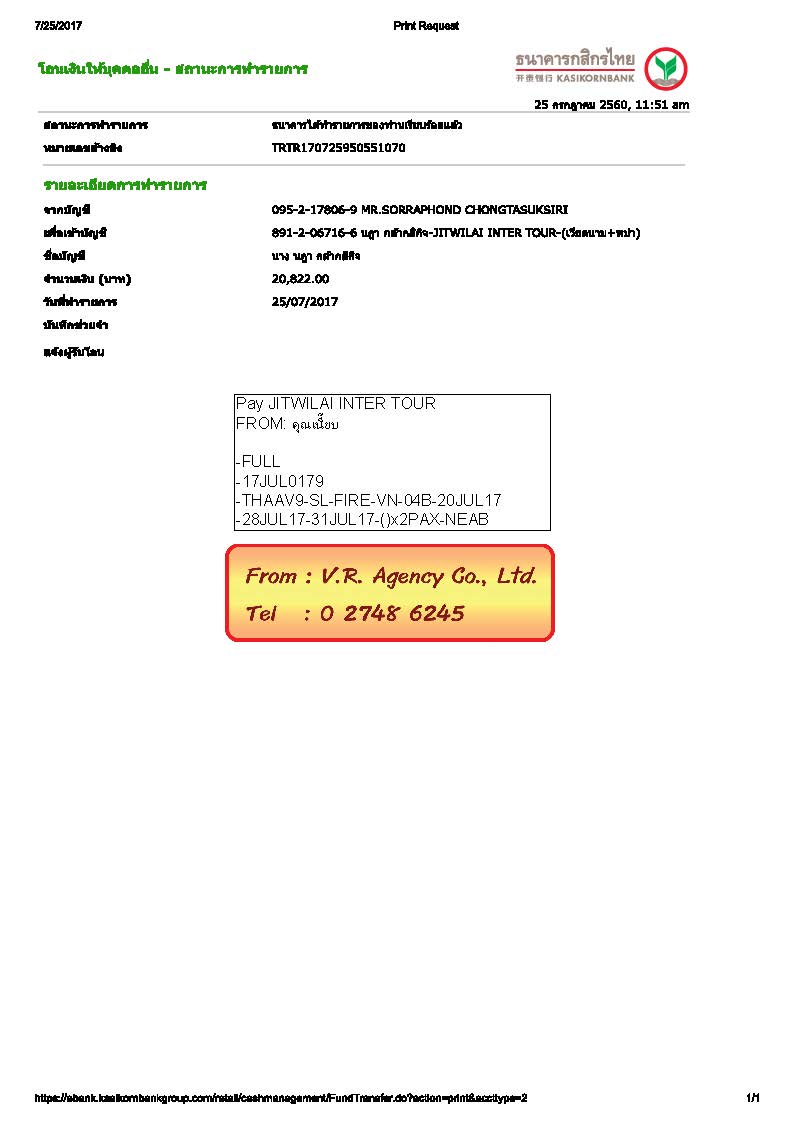 7/25/2017 Print Request
ธนาคารกสิกรไทย
开泰银行 KASIKORNBANK
โอนเงินให้บุคคลอื่น - สถานะการทำรายการ
25 กรกฎาคม 2560, 11:51 am
สถานะการทำรายการ ธนาคารได้ทำรายการของท่านเรียบร้อยแล้ว
หมายเลขอ้างอิง TRTR170725950551070
รายละเอียดการทำรายการ
จากบัญชี 095-2-17806-9 MR.SORRAPHOND CHONGTASUKSIRI
เพื่อเข้าบัญชี 891-2-06716-6 นฎา กล้ากสิกิจ-JITWILAI INTER TOUR-(เวียดนาม+พม่า)
ชื่อบัญชี นาง นฎา กล้ากสิกิจ
จำนวนเงิน (บาท) 20,822.00
วันที่ทำรายการ 25/07/2017
บันทึกช่วยจำ
แจ้งผู้รับโอน
Pay JITWILAI INTER TOUR
FROM: คุณเนี๊ยบ
-FULL
-17JUL0179
-THAAV9-SL-FIRE-VN-04B-20JUL17
-28JUL17-31JUL17-()x2PAX-NEAB
From : V.R. Agency Co., Ltd.
Tel : 0 2748 6245
https://ebank.kasikornbankgroup.com/retail/cashmanagement/FundTransfer.do?action=print&accttype=2 1/1